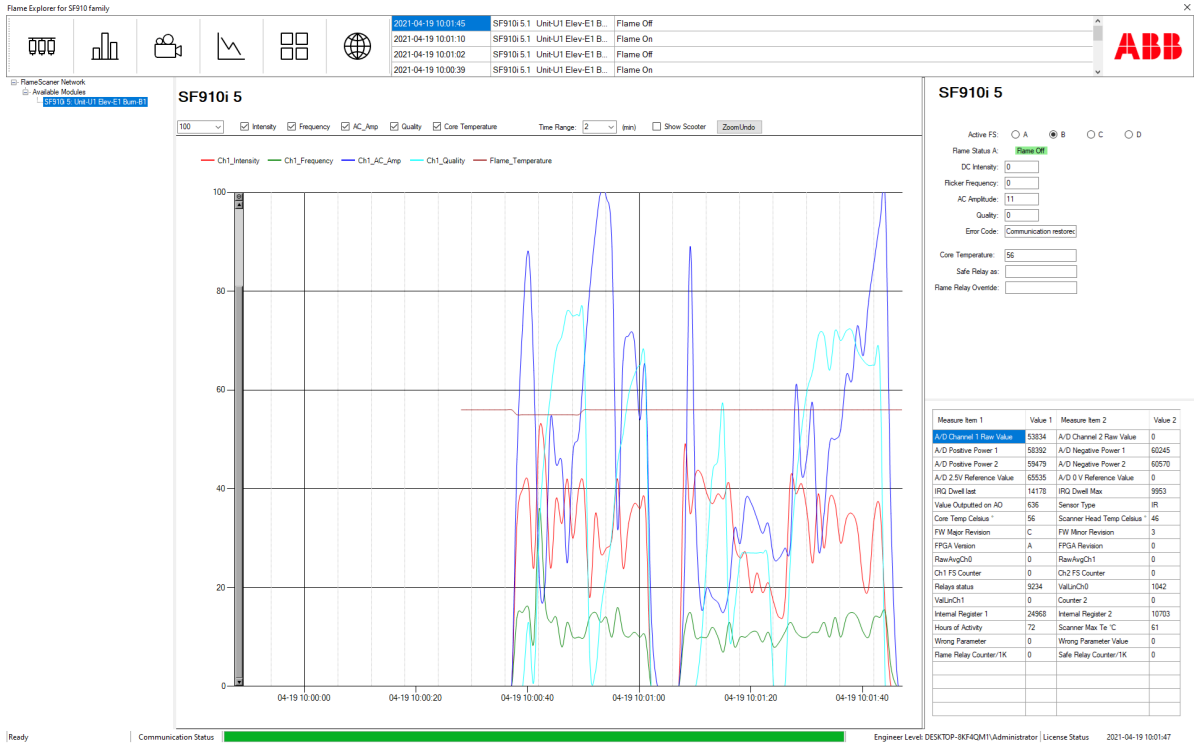 Flame Explorer for SF910 family
2021-04-19 10:01:45 SF910i 5.1 Unit-U1 Elev-E1 B... Flame Off
2021-04-19 10:01:10 SF910i 5.1 Unit-U1 Elev-E1 B... Flame On
2021-04-19 10:01:02 SF910i 5.1 Unit-U1 Elev-E1 B... Flame Off
2021-04-19 10:00:39 SF910i 5.1 Unit-U1 Elev-E1 B... Flame On
ABB
FlameScaner Network
Available Modules
SF910i 5: Unit-U1 Elev-E1 Burn-B1
SF910i 5
100 Intensity Frequency AC_Amp Quality Core Temperature Time Range: 2 (min) Show Scooter ZoomUndo
Ch1_Intensity Ch1_Frequency Ch1_AC_Amp Ch1_Quality Flame_Temperature
100
80
60
40
20
0
04-19 10:00:00 04-19 10:00:20 04-19 10:00:40 04-19 10:01:00 04-19 10:01:20 04-19 10:01:40
SF910i 5
Active FS: A B C D
Flame Status A: Flame Off
DC Intensity: 0
Flicker Frequency: 0
AC Amplitude: 11
Quality: 0
Error Code: Communication restored
Core Temperature: 56
Safe Relay as:
Flame Relay Override:
Measure Item 1 Value 1 Measure Item 2 Value 2
A/D Channel 1 Raw Value 53834 A/D Channel 2 Raw Value 0
A/D Positive Power 1 58392 A/D Negative Power 1 60245
A/D Positive Power 2 59479 A/D Negative Power 2 60570
A/D 2.5V Reference Value 65535 A/D 0 V Reference Value 0
IRQ Dwell last 14178 IRQ Dwell Max 9953
Value Outputted on AO 636 Sensor Type IR
Core Temp Celsius ° 56 Scanner Head Temp Celsius ° 46
FW Major Revision C FW Minor Revision 3
FPGA Version A FPGA Revision 0
RawAvgCh0 0 RawAvgCh1 0
Ch1 FS Counter 0 Ch2 FS Counter 0
Relays status 9234 ValLinCh0 1042
ValLinCh1 0 Counter 2 0
Internal Register 1 24968 Internal Register 2 10703
Hours of Activity 72 Scanner Max Te °C 61
Wrong Parameter 0 Wrong Parameter Value 0
Flame Relay Counter/1K 0 Safe Relay Counter/1K 0
Ready Communication Status Engineer Level: DESKTOP-8KF4QM1\Administrator License Status 2021-04-19 10:01:47